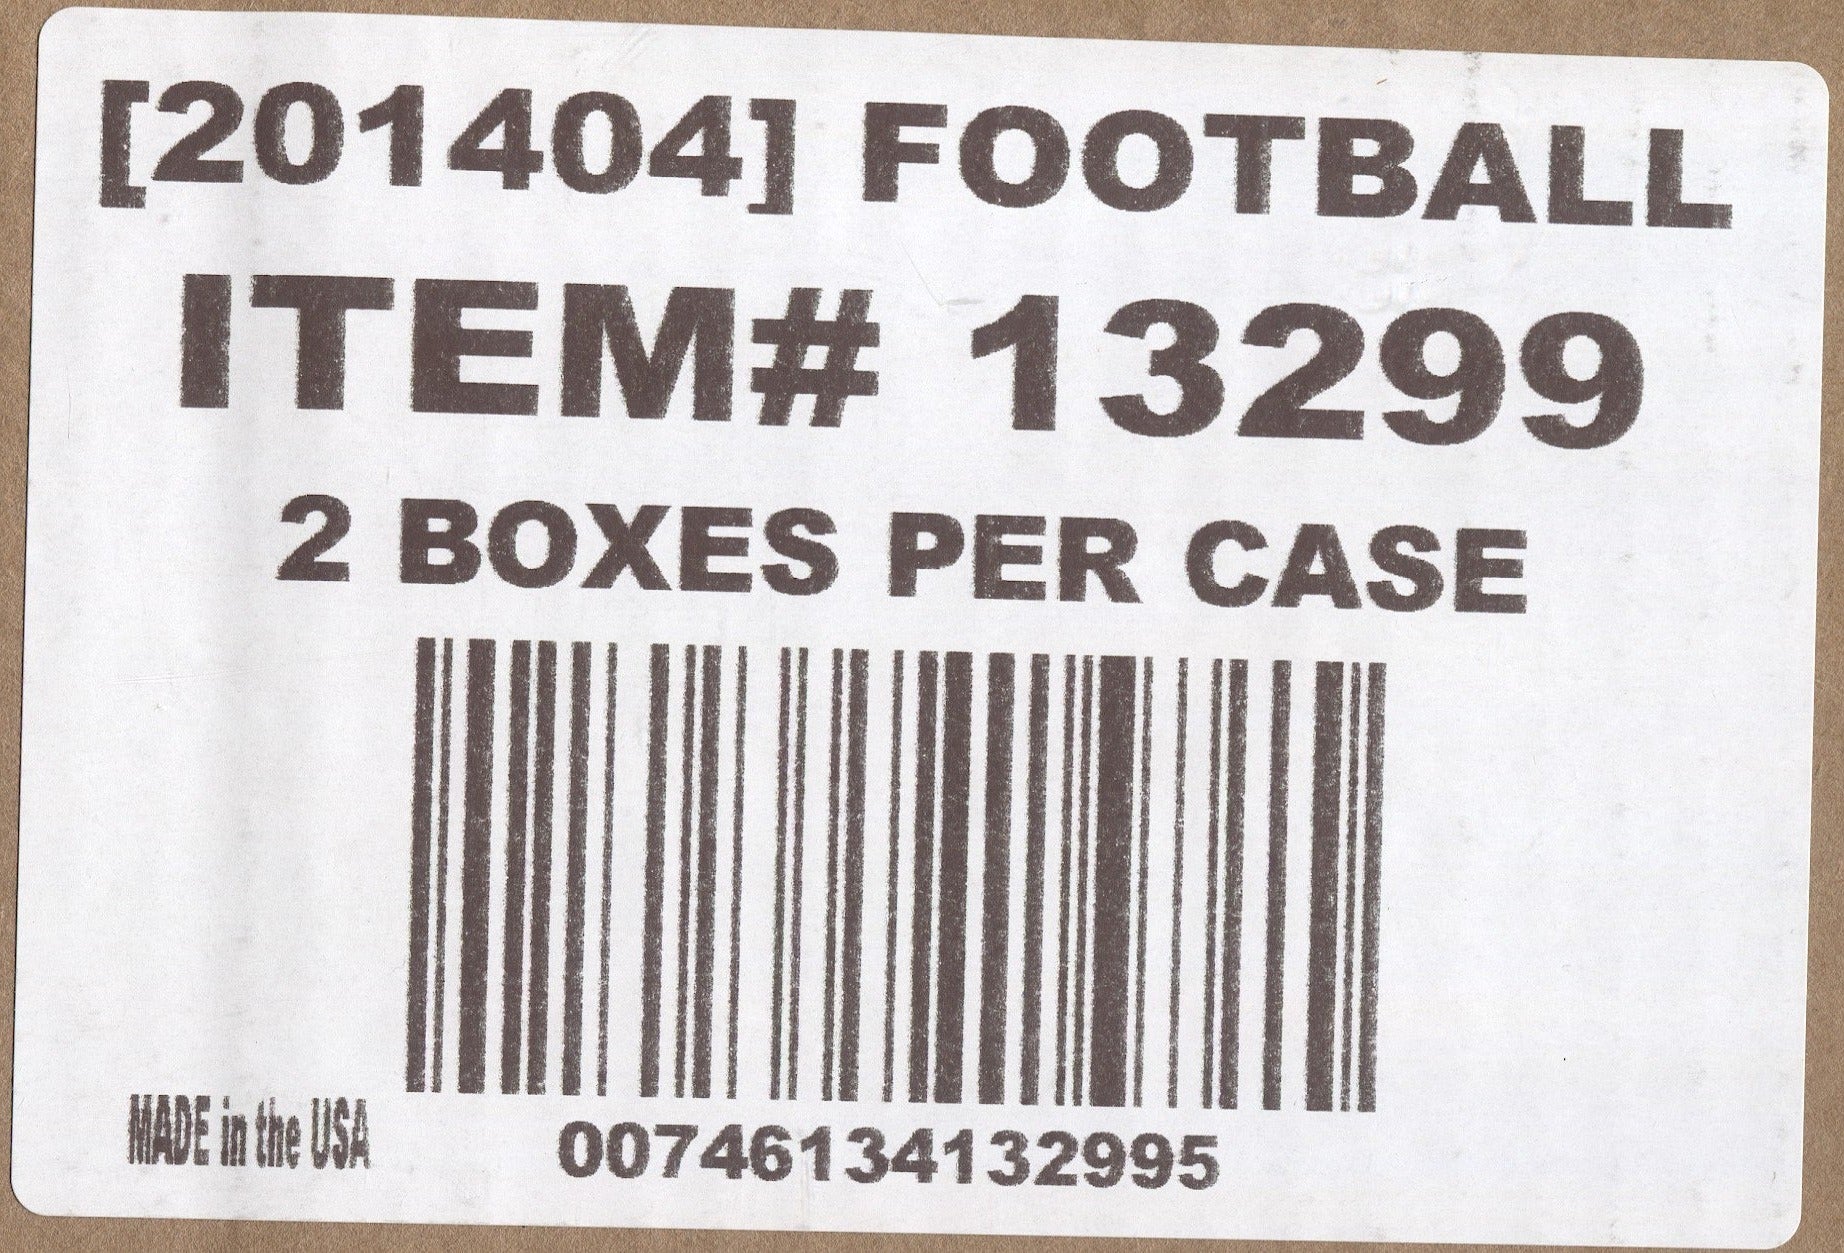 [201404] FOOTBALL
ITEM# 13299
2 BOXES PER CASE
MADE in the USA
00746134132995